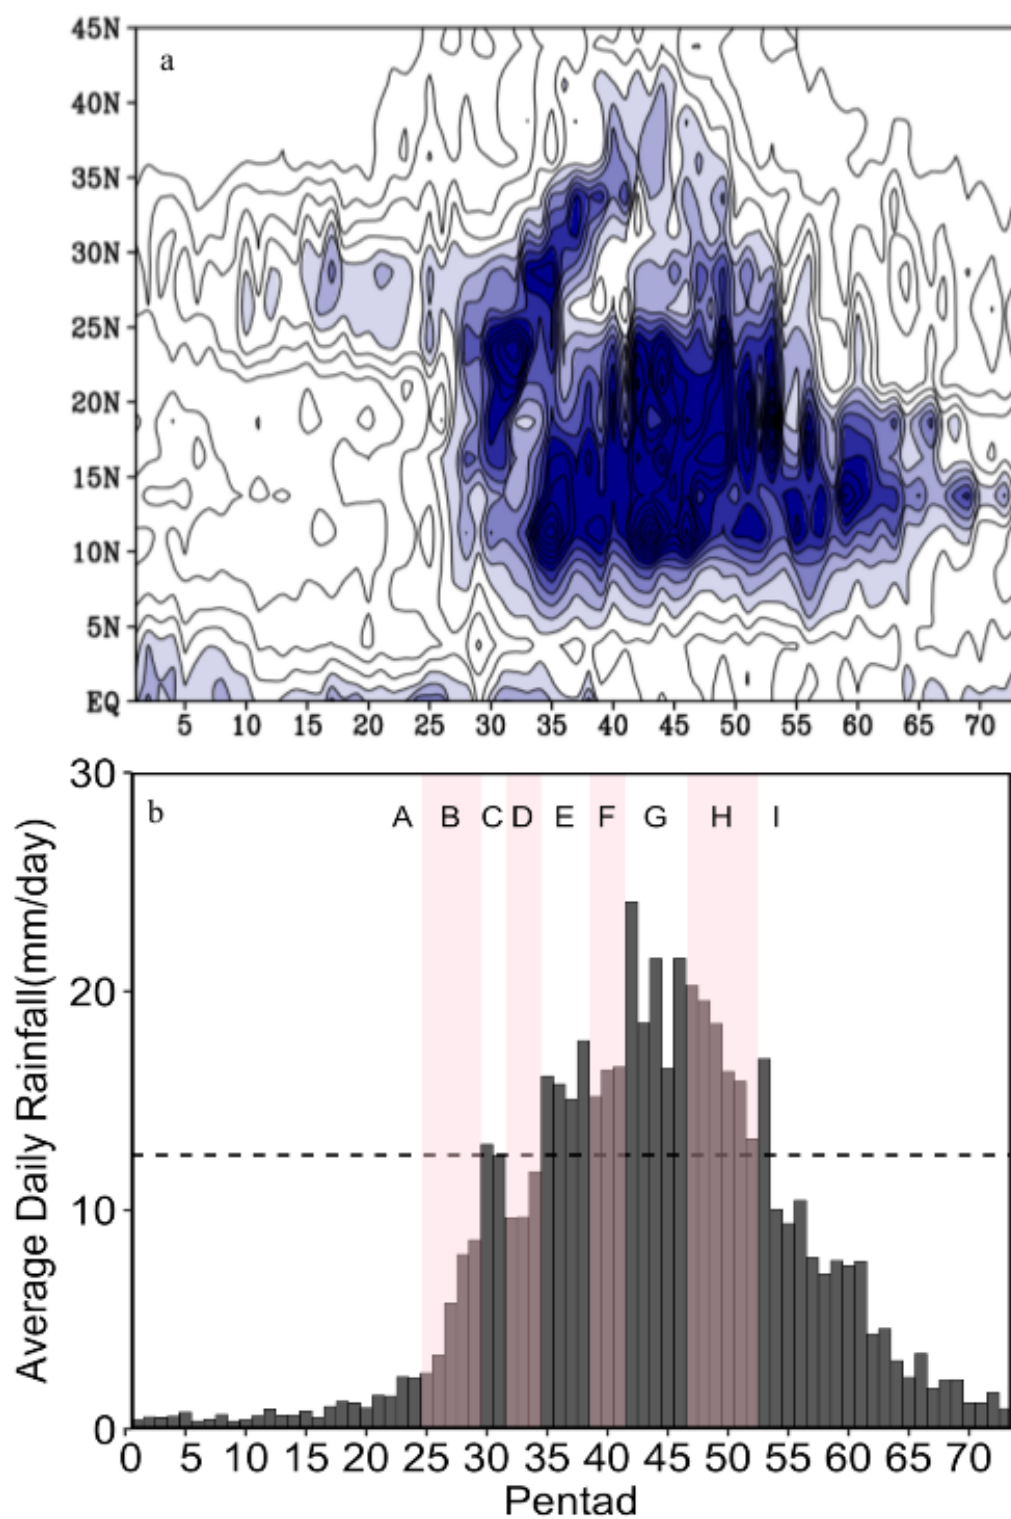 45N
a
40N
35N
30N
25N
20N
15N
10N
5N
EQ
5 10 15 20 25 30 35 40 45 50 55 60 65 70
30
b
A B C D E F G H I
20
10
0
Average Daily Rainfall(mm/day)
0 5 10 15 20 25 30 35 40 45 50 55 60 65 70
Pentad